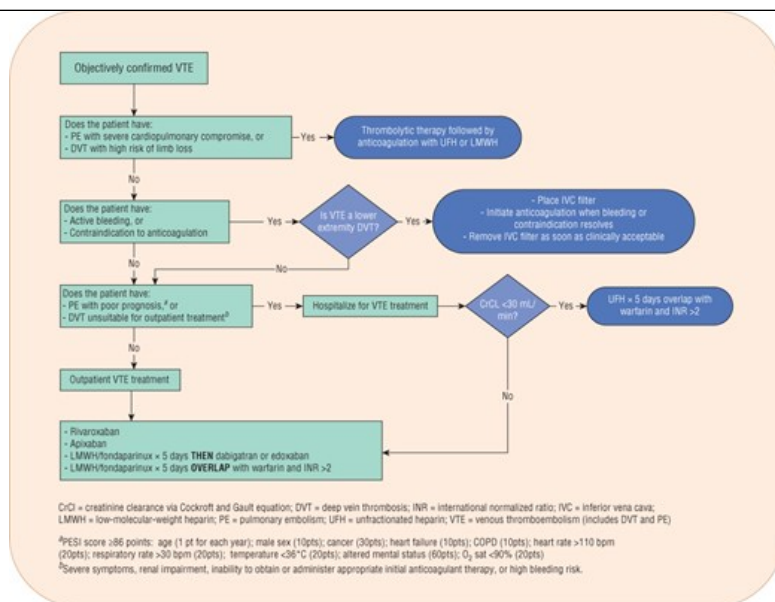 Objectively confirmed VTE
Does the patient have:
- PE with severe cardiopulmonary compromise, or
- DVT with high risk of limb loss
Yes
Thrombolytic therapy followed by
anticoagulation with UFH or LMWH
No
Does the patient have:
- Active bleeding, or
- Contraindication to anticoagulation
Yes
Is VTE a lower
extremity DVT?
Yes
- Place IVC filter
- Initiate anticoagulation when bleeding or
contraindication resolves
- Remove IVC filter as soon as clinically acceptable
No
No
Does the patient have:
- PE with poor prognosis,ª or
- DVT unsuitable for outpatient treatmentᵇ
Yes
Hospitalize for VTE treatment
CrCL <30 mL/
min?
Yes
UFH × 5 days overlap with
warfarin and INR >2
No
No
Outpatient VTE treatment
- Rivaroxaban
- Apixaban
- LMWH/fondaparinux × 5 days THEN dabigatran or edoxaban
- LMWH/fondaparinux × 5 days OVERLAP with warfarin and INR >2
CrCl = creatinine clearance via Cockroft and Gault equation; DVT = deep vein thrombosis; INR = international normalized ratio; IVC = inferior vena cava;
LMWH = low-molecular-weight heparin; PE = pulmonary embolism; UFH = unfractionated heparin; VTE = venous thromboembolism (includes DVT and PE)
ªPESI score ≥86 points: age (1 pt for each year); male sex (10pts); cancer (30pts); heart failure (10pts); COPD (10pts); heart rate >110 bpm
(20pts); respiratory rate >30 bpm (20pts); temperature <36°C (20pts); altered mental status (60pts); O₂ sat <90% (20pts)
ᵇSevere symptoms, renal impairment, inability to obtain or administer appropriate initial anticoagulant therapy, or high bleeding risk.